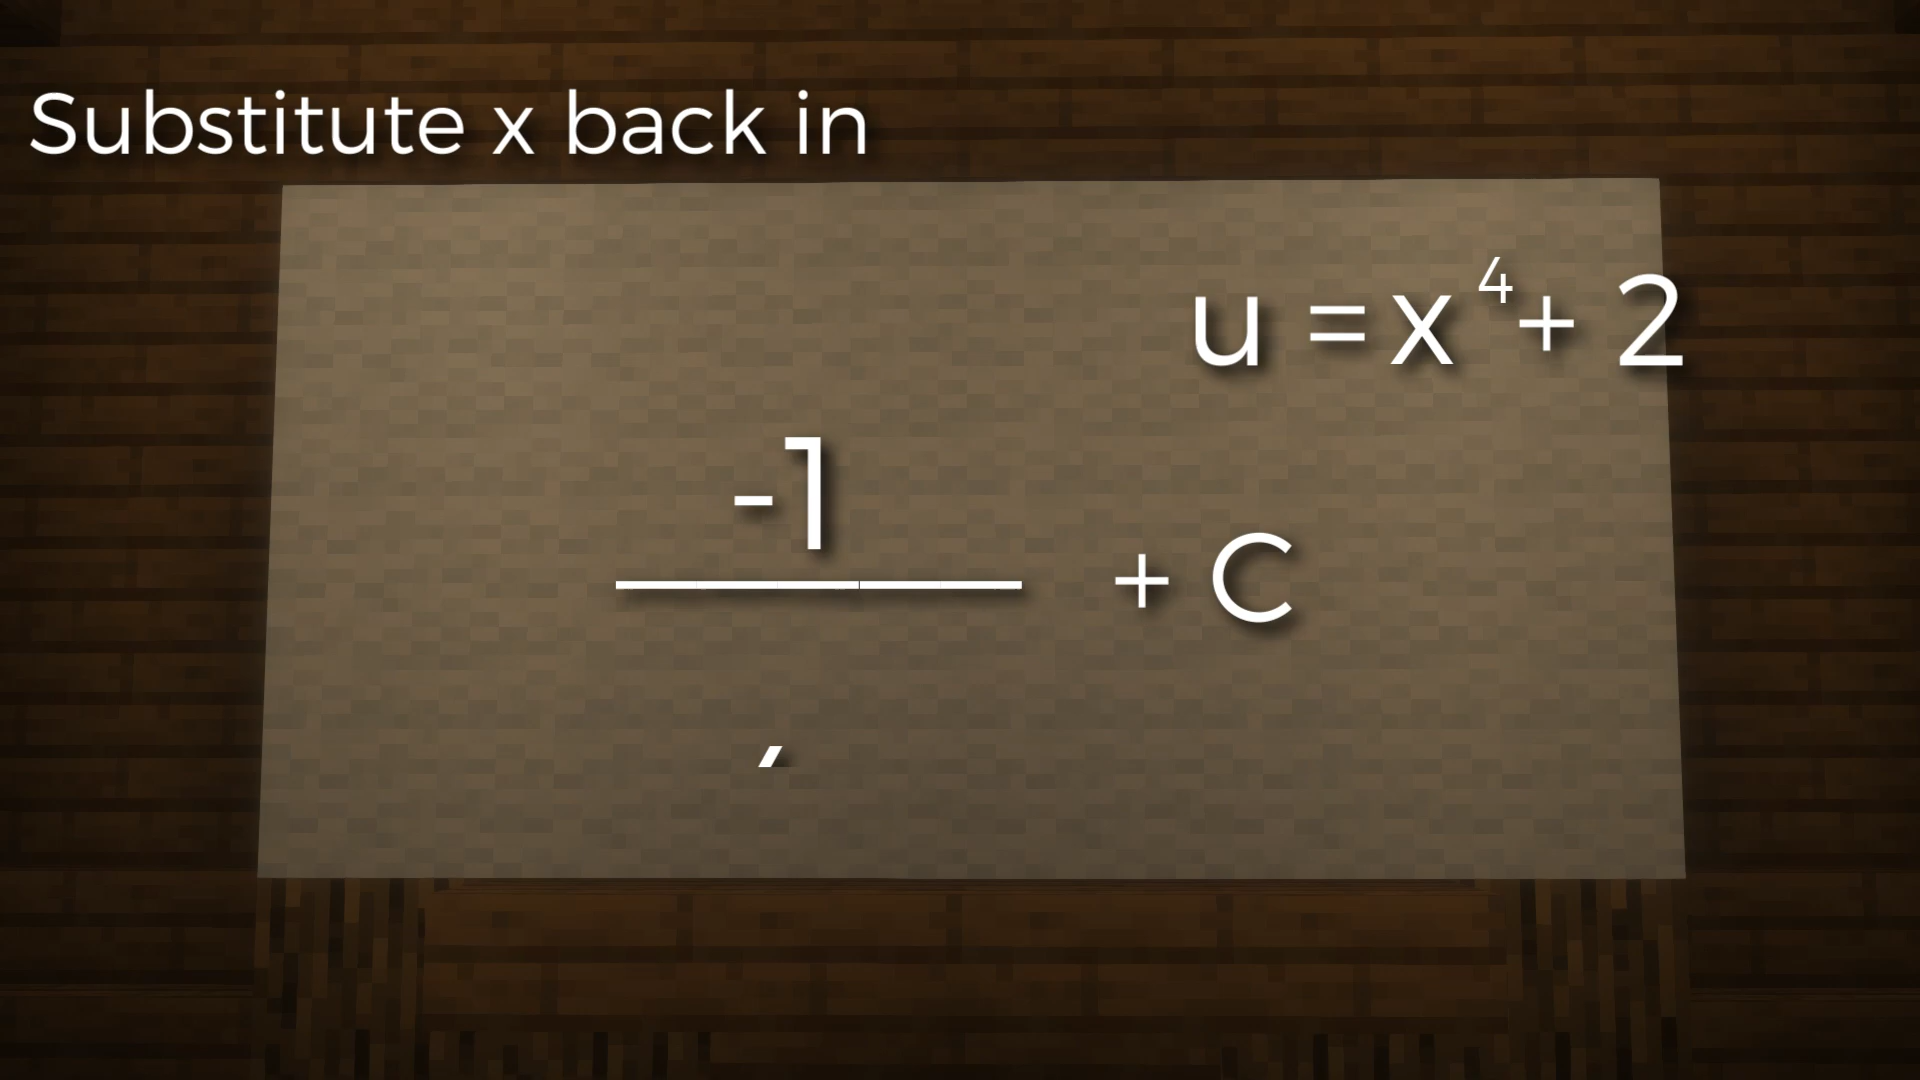 Substitute x back in
u = x⁴ + 2
-1
+ C